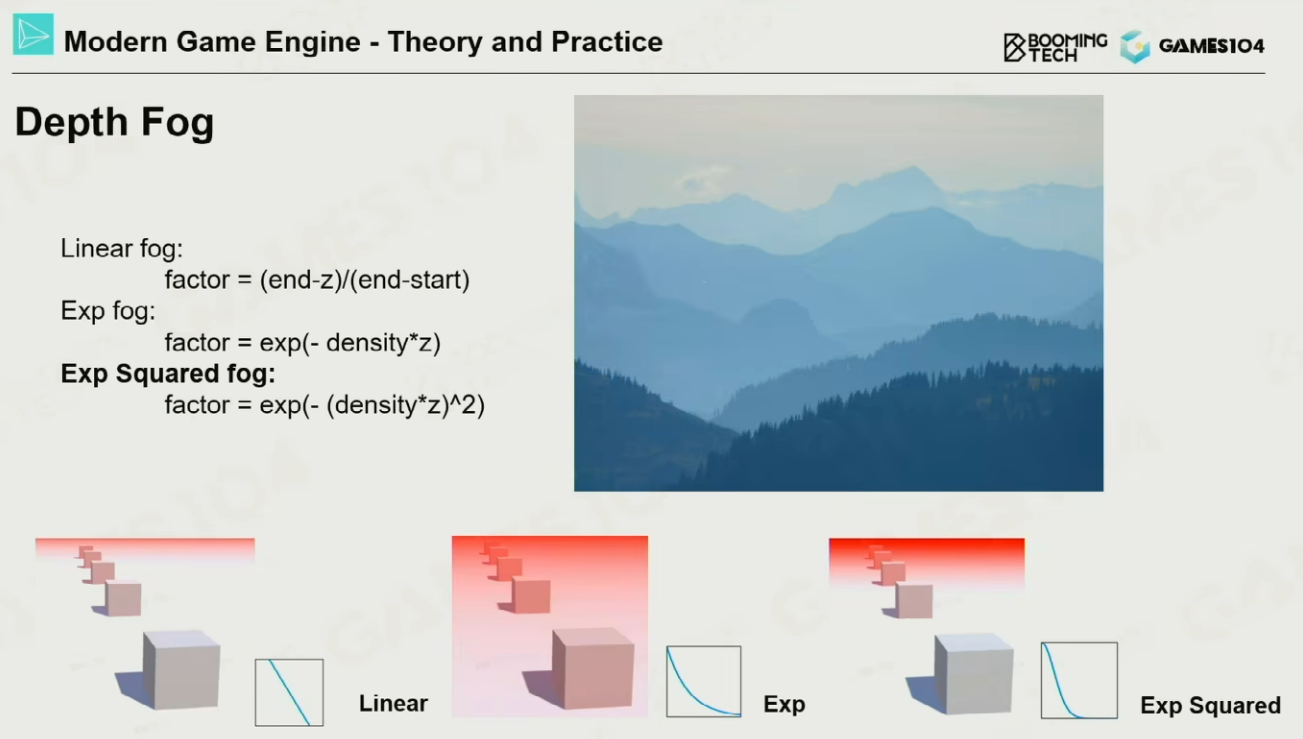 Modern Game Engine - Theory and Practice
BOOMING
TECH
GAMES104
Depth Fog
Linear fog:
factor = (end-z)/(end-start)
Exp fog:
factor = exp(- density*z)
Exp Squared fog:
factor = exp(- (density*z)^2)
Linear
Exp
Exp Squared